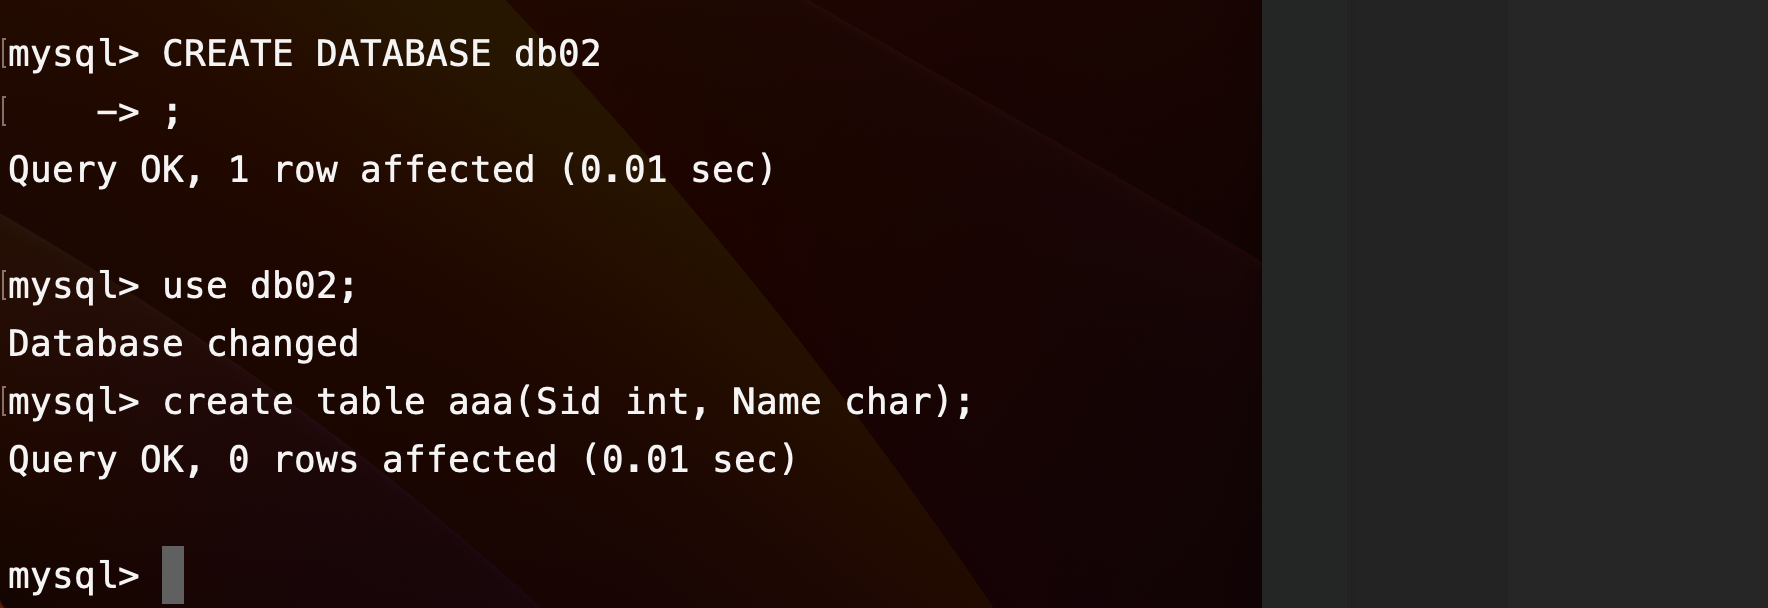 mysql> CREATE DATABASE db02
    -> ;
Query OK, 1 row affected (0.01 sec)
mysql> use db02;
Database changed
mysql> create table aaa(Sid int, Name char);
Query OK, 0 rows affected (0.01 sec)
mysql>